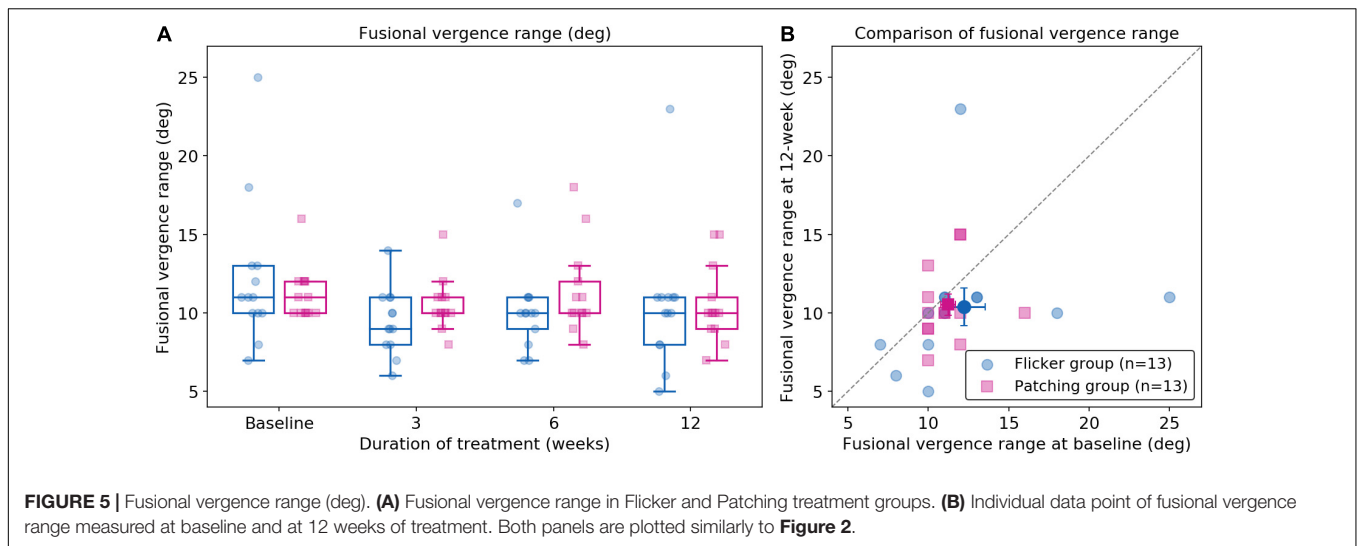 A
Fusional vergence range (deg)
Fusional vergence range (deg)
25
20
15
10
5
Baseline 3 6 12
Duration of treatment (weeks)
B
Comparison of fusional vergence range
Fusional vergence range at 12-week (deg)
25
20
15
10
5
Flicker group (n=13)
Patching group (n=13)
5 10 15 20 25
Fusional vergence range at baseline (deg)
FIGURE 5 | Fusional vergence range (deg). (A) Fusional vergence range in Flicker and Patching treatment groups. (B) Individual data point of fusional vergence
range measured at baseline and at 12 weeks of treatment. Both panels are plotted similarly to Figure 2.